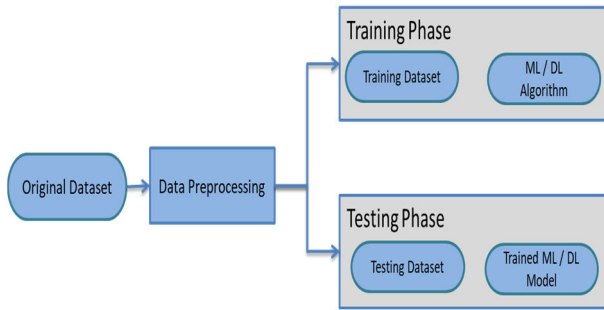 Training Phase
Training Dataset
ML / DL
Algorithm
Original Dataset
Data Preprocessing
Testing Phase
Testing Dataset
Trained ML / DL
Model